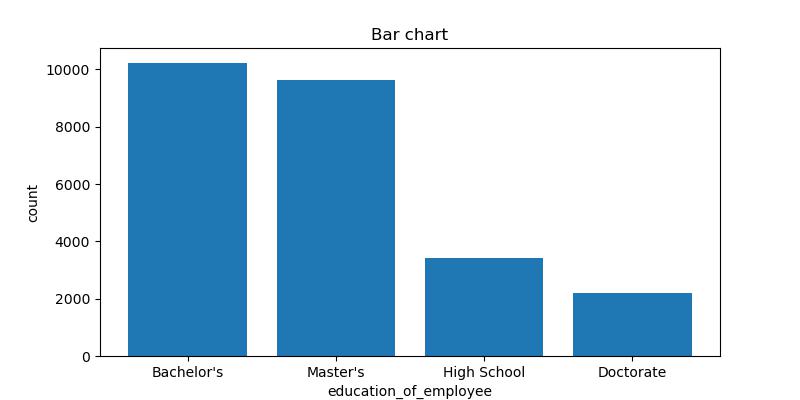 Bar chart
10000
8000
6000
4000
2000
0
count
Bachelor's Master's High School Doctorate
education_of_employee